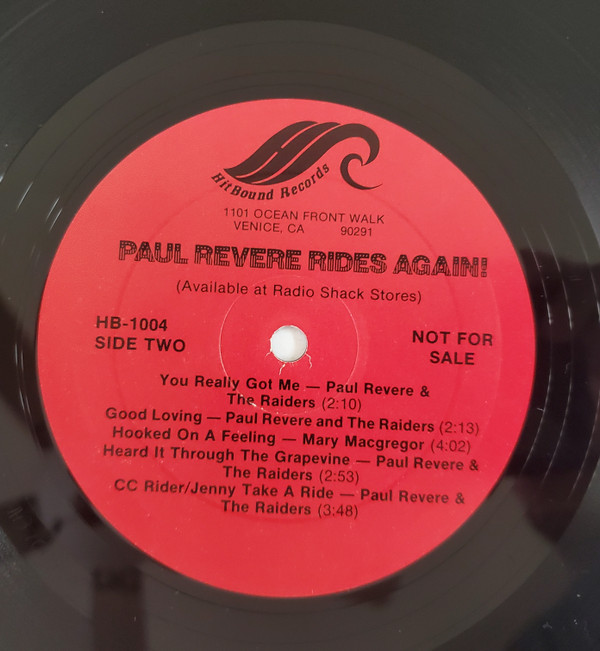 HitBound Records
1101 OCEAN FRONT WALK
VENICE, CA 90291
PAUL REVERE RIDES AGAIN!
(Available at Radio Shack Stores)
HB-1004
SIDE TWO
NOT FOR
SALE
You Really Got Me — Paul Revere &
The Raiders (2:10)
Good Loving — Paul Revere and The Raiders (2:13)
Hooked On A Feeling — Mary Macgregor (4:02)
Heard It Through The Grapevine — Paul Revere &
The Raiders (2:53)
CC Rider/Jenny Take A Ride — Paul Revere &
The Raiders (3:48)